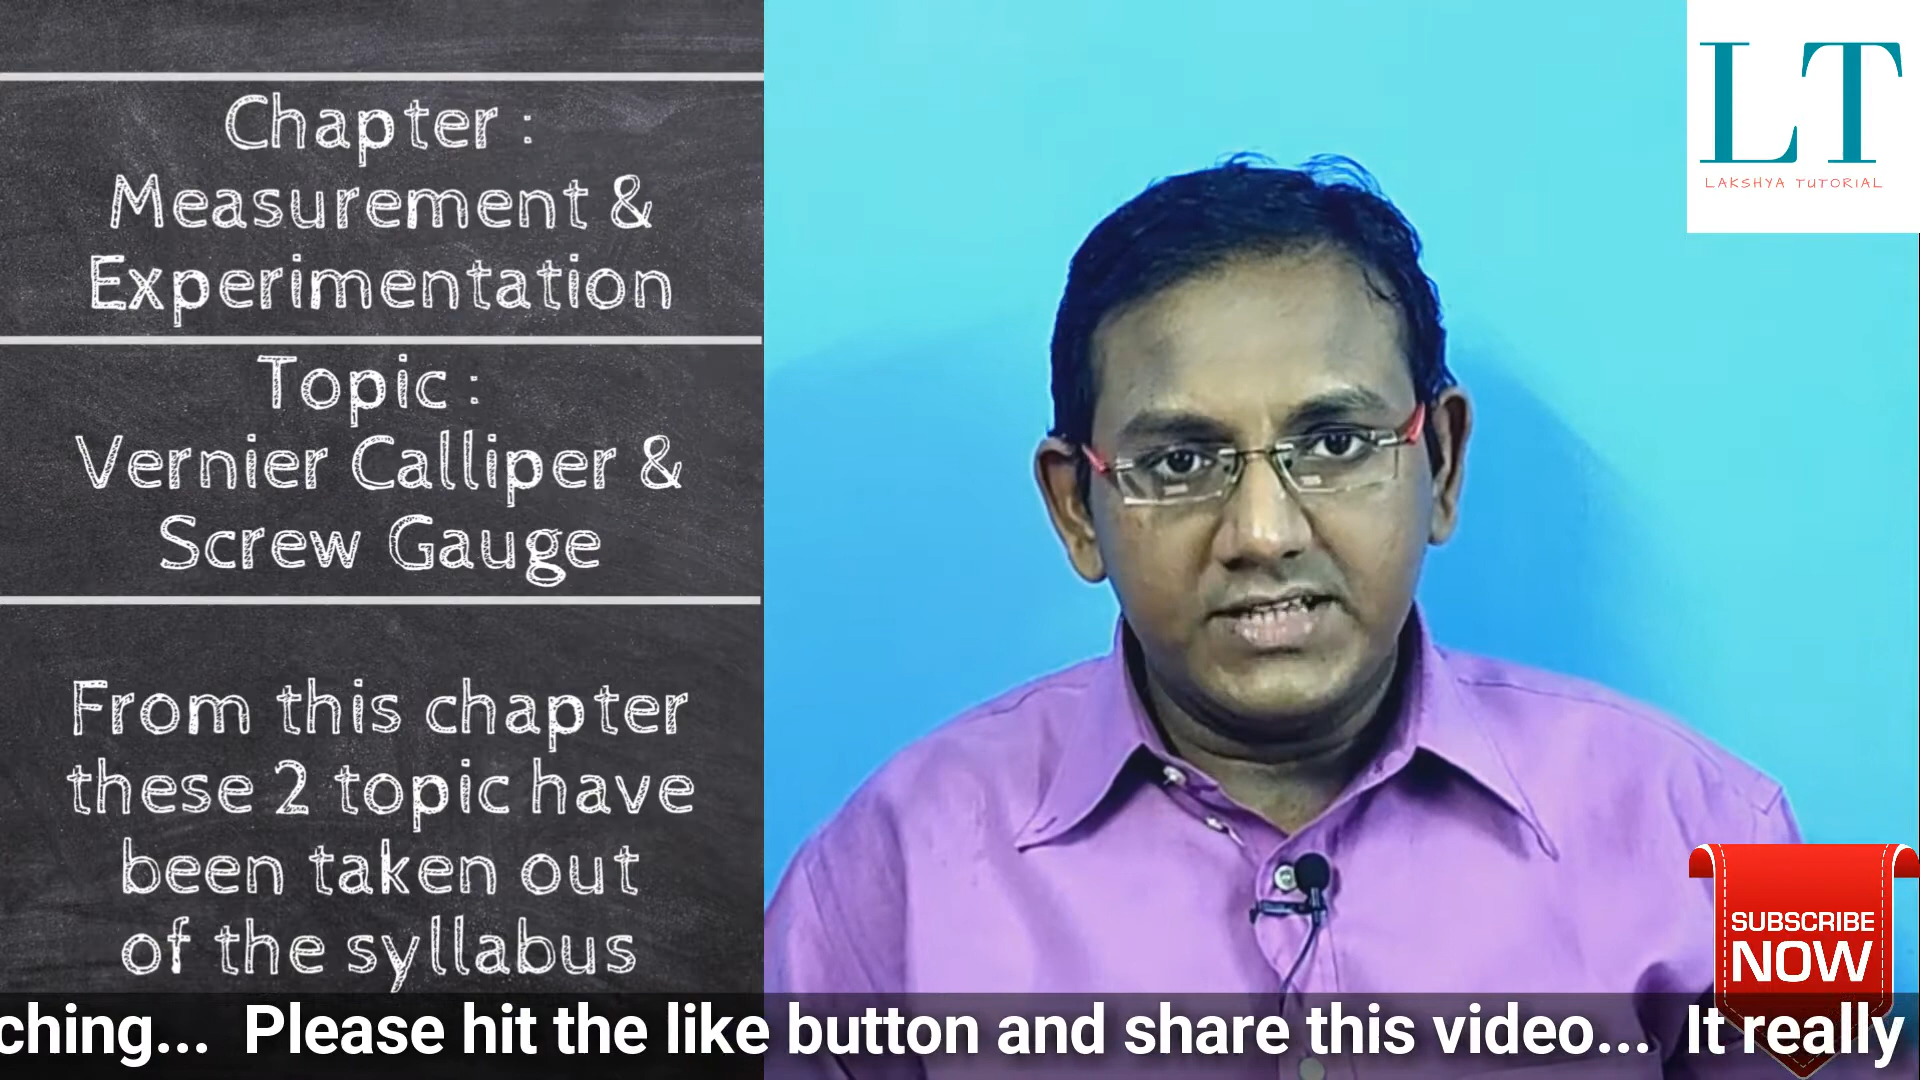 Chapter :
Measurement &
Experimentation
Topic :
Vernier Calliper &
Screw Gauge
From this chapter
these 2 topic have
been taken out
of the syllabus
LT
LAKSHYA TUTORIAL
SUBSCRIBE
NOW
ching... Please hit the like button and share this video... It really